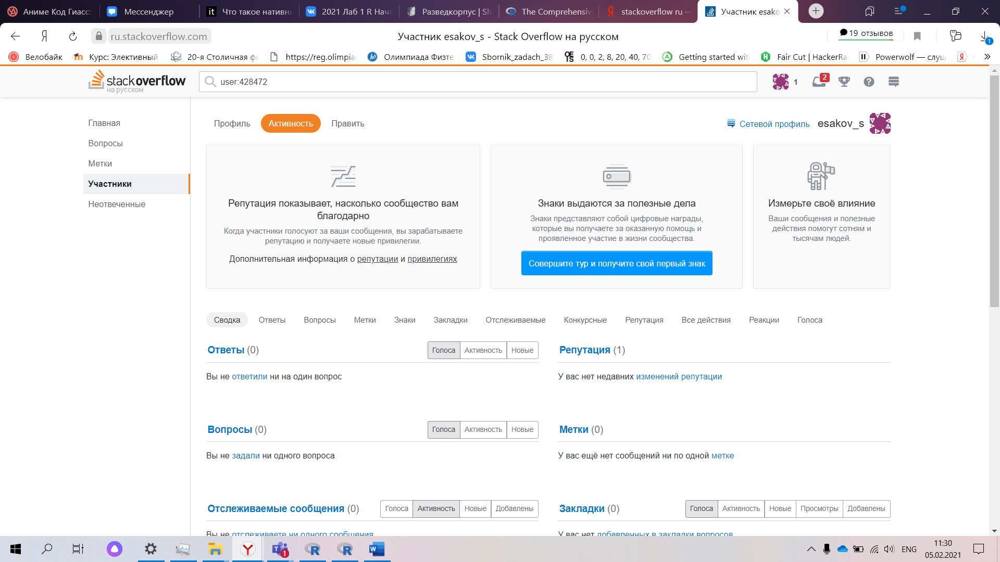 Аниме Код Гиасс:
Мессенджер
Что такое нативн
2021 Лаб 1 R Нача
Разведкорпус | Sh
The Comprehensiv
stackoverflow ru —
Участник esako
ru.stackoverflow.com
Участник esakov_s - Stack Overflow на русском
19 отзывов
1
Велобайк
Курс: Элективный
20-я Столичная ф
https://reg.olimpia
Олимпиада Физте
Sbornik_zadach_38
0, 0, 2, 8, 20, 40, 70
Getting started wit
Fair Cut | HackerRa
Powerwolf — слуш
stackoverflow
на русском
user:428472
1
2
Главная
Вопросы
Метки
Участники
Неотвеченные
Профиль
Активность
Править
Сетевой профиль
esakov_s
Репутация показывает, насколько сообщество вам
благодарно
Когда участники голосуют за ваши сообщения, вы зарабатываете
репутацию и получаете новые привилегии.
Дополнительная информация о репутации и привилегиях
Знаки выдаются за полезные дела
Знаки представляют собой цифровые награды,
которые вы получаете за оказанную помощь и
проявленное участие в жизни сообщества.
Совершите тур и получите свой первый знак
Измерьте своё влияние
Ваши сообщения и полезные
действия помогут сотням и
тысячам людей.
Сводка
Ответы
Вопросы
Метки
Знаки
Закладки
Отслеживаемые
Конкурсные
Репутация
Все действия
Реакции
Голоса
Ответы (0)
Голоса
Активность
Новые
Вы не ответили ни на один вопрос
Репутация (1)
У вас нет недавних изменений репутации
Вопросы (0)
Голоса
Активность
Новые
Вы не задали ни одного вопроса
Метки (0)
У вас ещё нет сообщений ни по одной метке
Отслеживаемые сообщения (0)
Голоса
Активность
Новые
Добавлены
Вы не отслеживаете ни одного сообщения
Закладки (0)
Голоса
Активность
Новые
Просмотры
Добавлены
У вас нет добавленных в закладки вопросов
1
ENG
11:30
05.02.2021